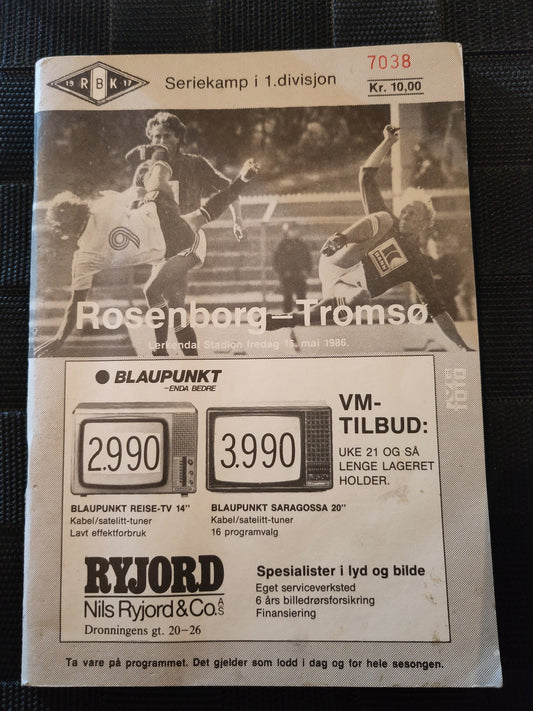 19 RBK 17
Seriekamp i 1.divisjon
7038
Kr. 10,00
9
Rosenborg–Tromsø
Lerkendal Stadion fredag 16. mai 1986.
foto
BLAUPUNKT
-ENDA BEDRE
2.990
3.990
VM-
TILBUD:
UKE 21 OG SÅ
LENGE LAGERET
HOLDER.
BLAUPUNKT REISE-TV 14"
Kabel/satelitt-tuner
Lavt effektforbruk
BLAUPUNKT SARAGOSSA 20"
Kabel/satelitt-tuner
16 programvalg
RYJORD
Nils Ryjord & Co. A/S
Dronningens gt. 20–26
Spesialister i lyd og bilde
Eget serviceverksted
6 års billedrørsforsikring
Finansiering
Ta vare på programmet. Det gjelder som lodd i dag og for hele sesongen.